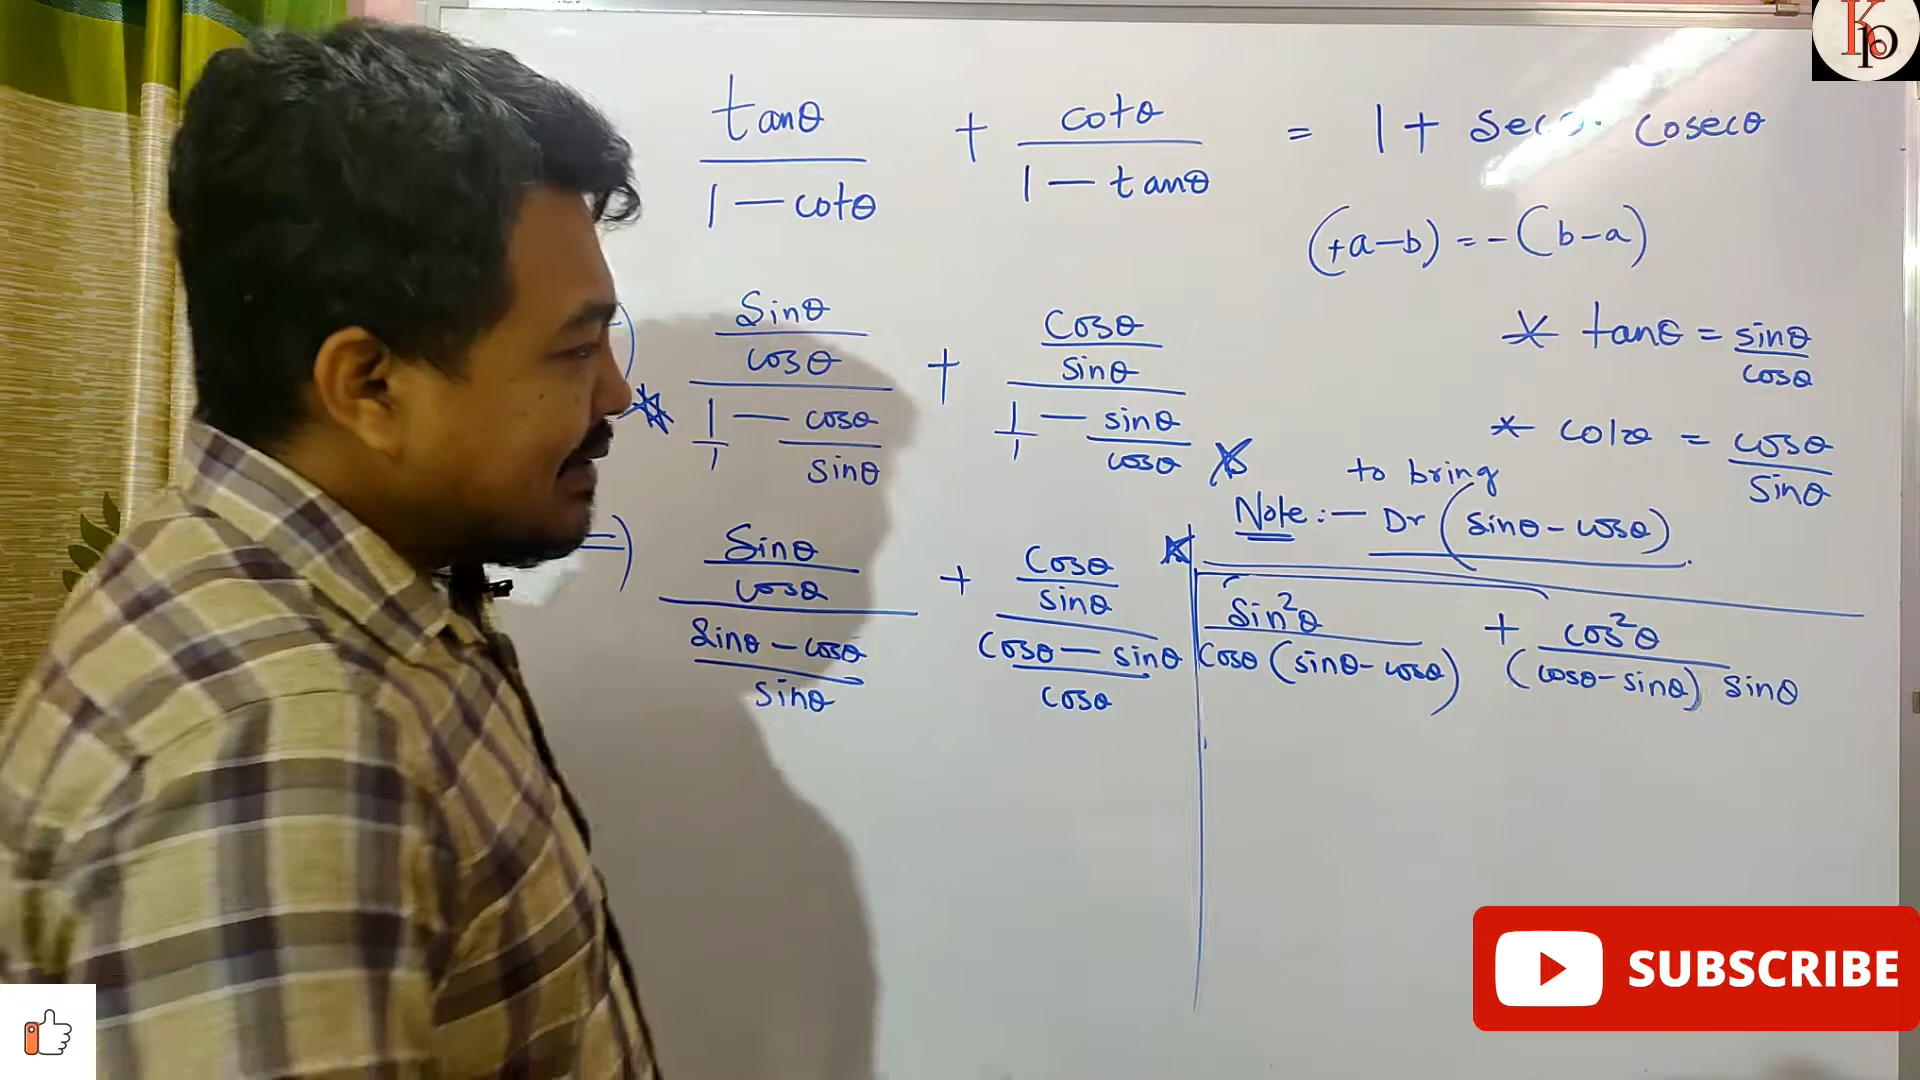 Kp
tanθ/(1 - cotθ) + cotθ/(1 - tanθ) = 1 + secθ. cosecθ
(+a-b) = -(b-a)
* tanθ = sinθ/cosθ
(sinθ/cosθ)/(1/1 - cosθ/sinθ) + (cosθ/sinθ)/(1/1 - sinθ/cosθ)
* cotθ = cosθ/sinθ
to bring
Note:- Dr (sinθ - cosθ)
=) (sinθ/cosθ)/((sinθ - cosθ)/sinθ) + (cosθ/sinθ)/((cosθ - sinθ)/cosθ)
sin²θ/(cosθ(sinθ-cosθ)) + cos²θ/((cosθ-sinθ) sinθ)
SUBSCRIBE